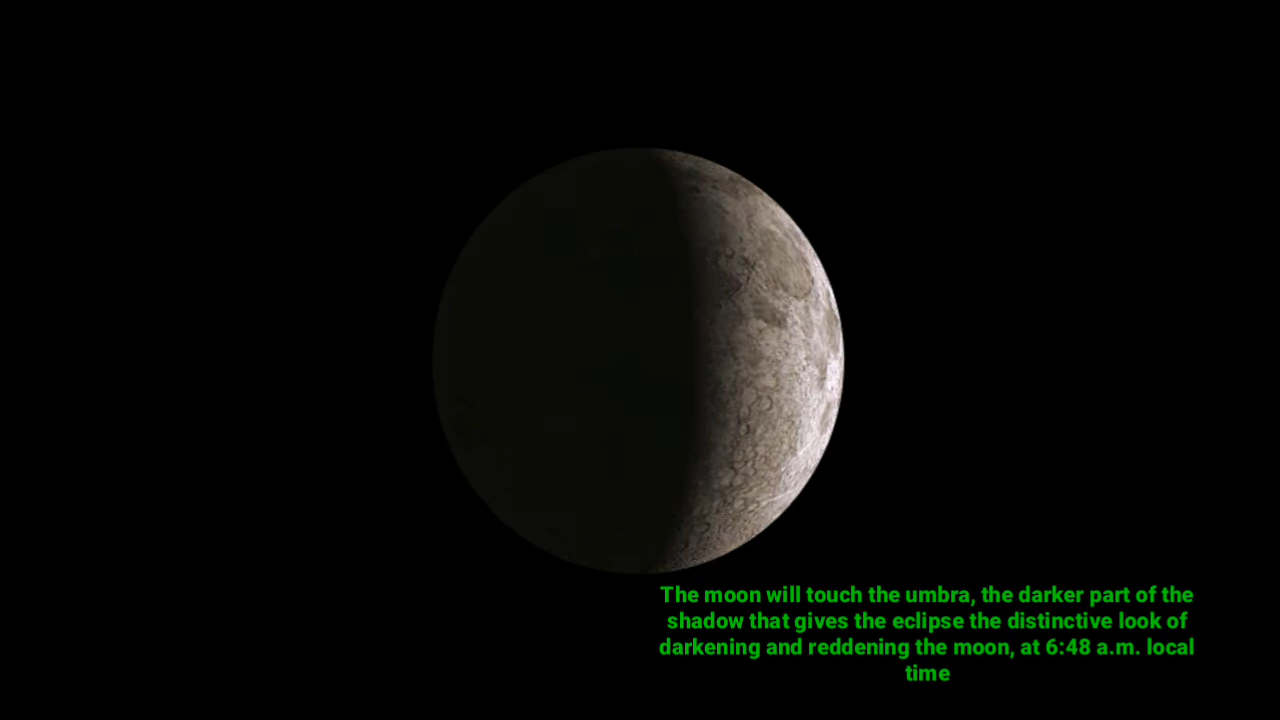 The moon will touch the umbra, the darker part of the
shadow that gives the eclipse the distinctive look of
darkening and reddening the moon, at 6:48 a.m. local
time